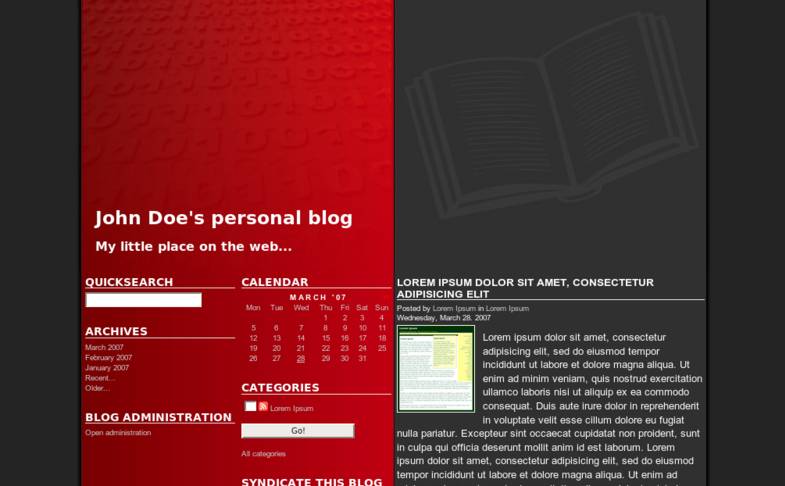 John Doe's personal blog
My little place on the web...
QUICKSEARCH
ARCHIVES
March 2007
February 2007
January 2007
Recent...
Older...
BLOG ADMINISTRATION
Open administration
CALENDAR
MARCH '07
Mon Tue Wed Thu Fri Sat Sun
1 2 3 4
5 6 7 8 9 10 11
12 13 14 15 16 17 18
19 20 21 22 23 24 25
26 27 28 29 30 31
CATEGORIES
Lorem Ipsum
Go!
All categories
SYNDICATE THIS BLOG
LOREM IPSUM DOLOR SIT AMET, CONSECTETUR
ADIPISICING ELIT
Posted by Lorem Ipsum in Lorem Ipsum
Wednesday, March 28. 2007
Lorem ipsum dolor sit amet, consectetur
adipisicing elit, sed do eiusmod tempor
incididunt ut labore et dolore magna aliqua. Ut
enim ad minim veniam, quis nostrud exercitation
ullamco laboris nisi ut aliquip ex ea commodo
consequat. Duis aute irure dolor in reprehenderit
in voluptate velit esse cillum dolore eu fugiat
nulla pariatur. Excepteur sint occaecat cupidatat non proident, sunt
in culpa qui officia deserunt mollit anim id est laborum. Lorem
ipsum dolor sit amet, consectetur adipisicing elit, sed do eiusmod
tempor incididunt ut labore et dolore magna aliqua. Ut enim ad